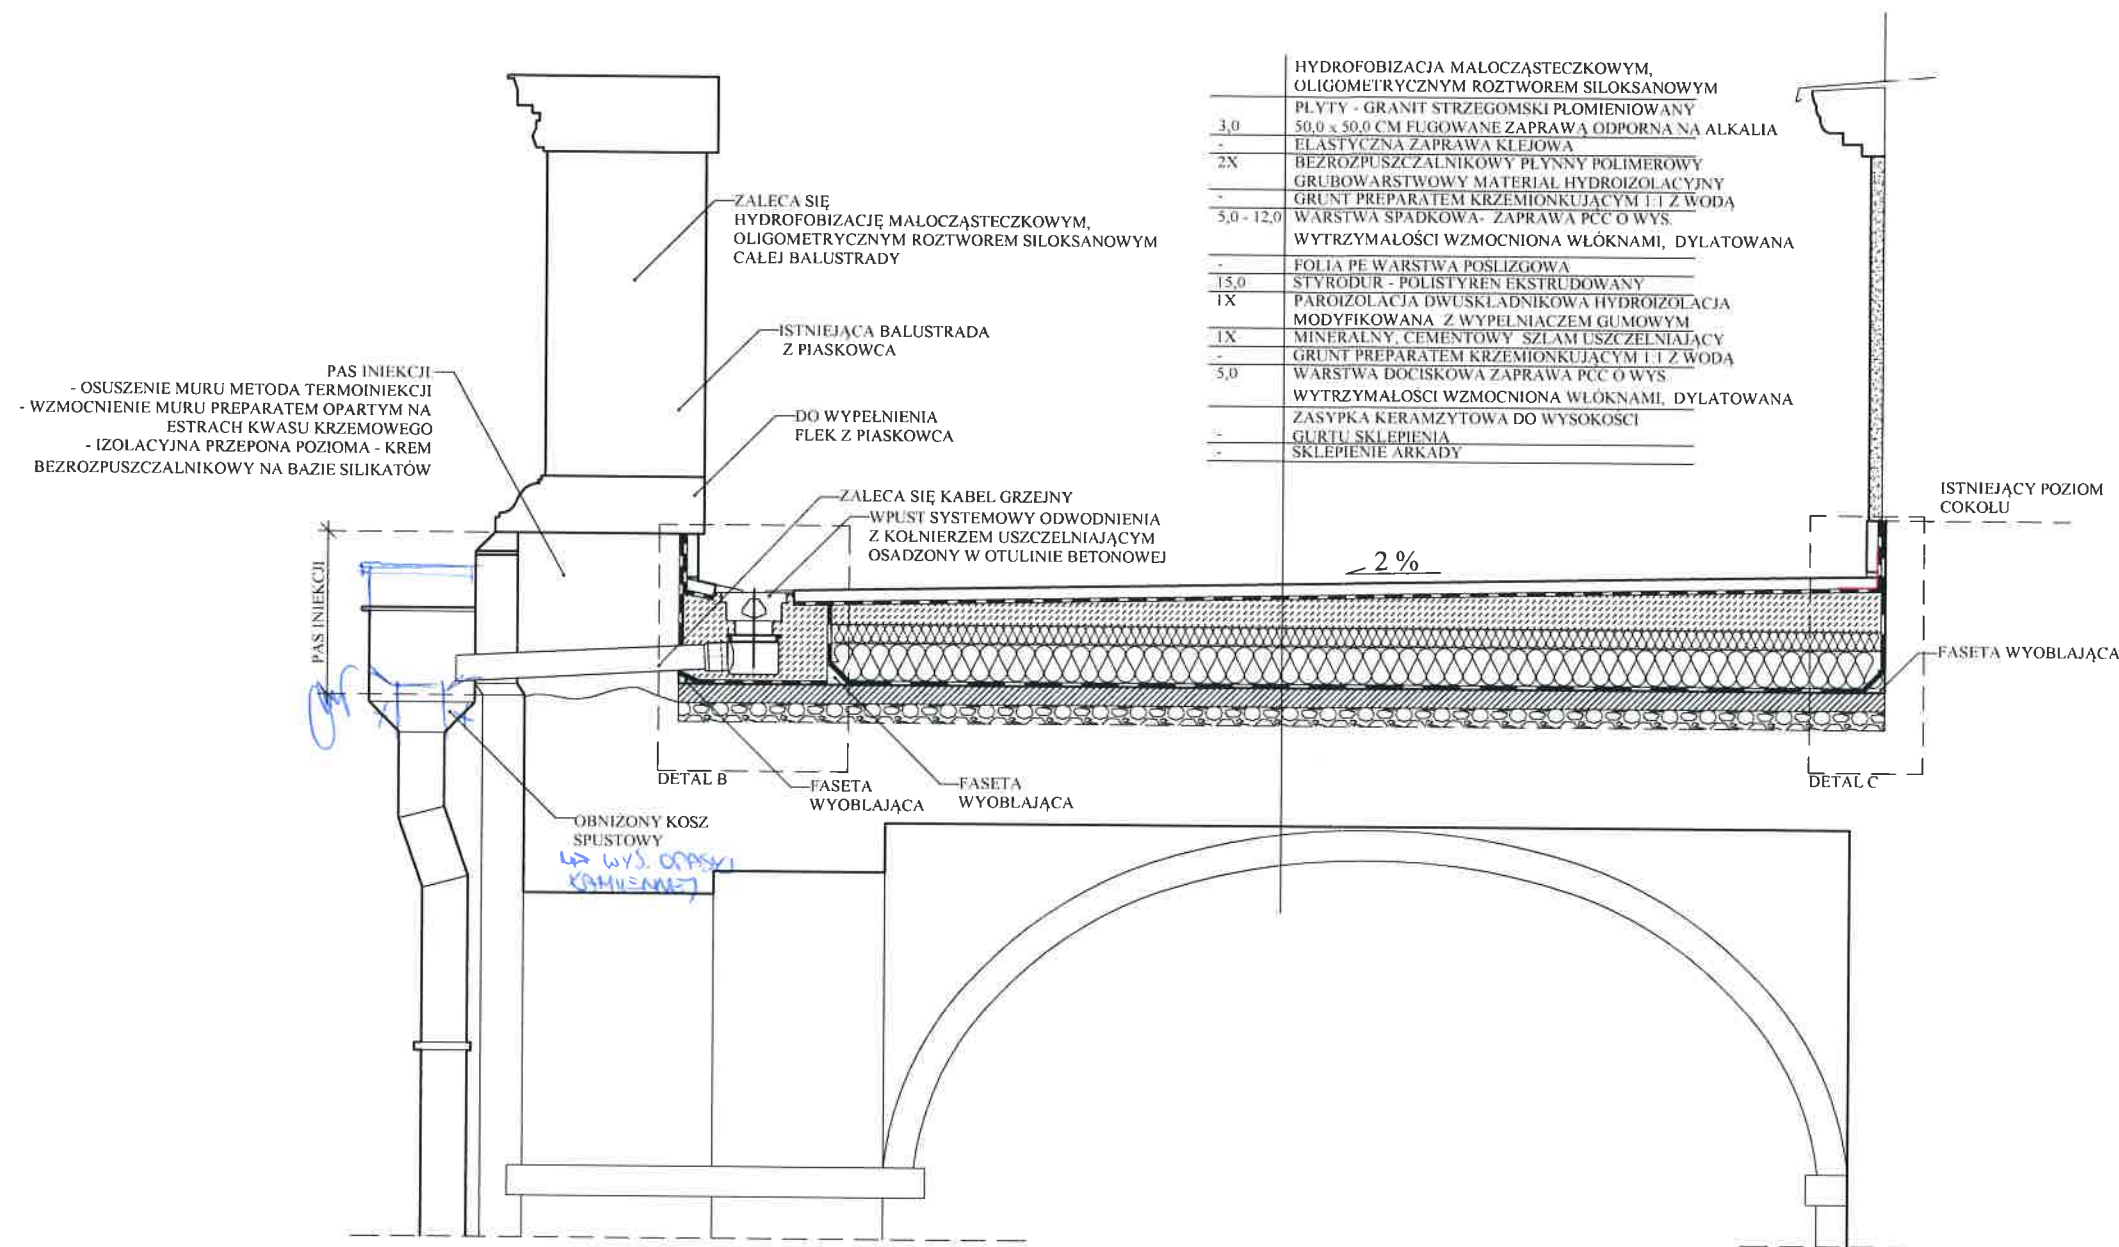 HYDROFOBIZACJA MAŁOCZĄSTECZKOWYM,
OLIGOMETRYCZNYM ROZTWOREM SILOKSANOWYM
PŁYTY - GRANIT STRZEGOMSKI PŁOMIENIOWANY
3,0 50,0 x 50,0 CM FUGOWANE ZAPRAWĄ ODPORNA NA ALKALIA
- ELASTYCZNA ZAPRAWA KLEJOWA
2X BEZROZPUSZCZALNIKOWY PŁYNNY POLIMEROWY
GRUBOWARSTWOWY MATERIAŁ HYDROIZOLACYJNY
- GRUNT PREPARATEM KRZEMIONKUJĄCYM 1:1 Z WODĄ
5,0 - 12,0 WARSTWA SPADKOWA- ZAPRAWA PCC O WYS.
WYTRZYMAŁOŚCI WZMOCNIONA WŁÓKNAMI, DYLATOWANA
- FOLIA PE WARSTWA POŚLIZGOWA
15,0 STYRODUR - POLISTYREN EKSTRUDOWANY
1X PAROIZOLACJA DWUSKŁADNIKOWA HYDROIZOLACJA
MODYFIKOWANA Z WYPEŁNIACZEM GUMOWYM
1X MINERALNY, CEMENTOWY SZLAM USZCZELNIAJĄCY
- GRUNT PREPARATEM KRZEMIONKUJĄCYM 1:1 Z WODĄ
5,0 WARSTWA DOCISKOWA ZAPRAWA PCC O WYS.
WYTRZYMAŁOŚCI WZMOCNIONA WŁÓKNAMI, DYLATOWANA
ZASYPKA KERAMZYTOWA DO WYSOKOŚCI
- GURTU SKLEPIENIA
- SKLEPIENIE ARKADY
ZALECA SIĘ
HYDROFOBIZACJĘ MAŁOCZĄSTECZKOWYM,
OLIGOMETRYCZNYM ROZTWOREM SILOKSANOWYM
CAŁEJ BALUSTRADY
ISTNIEJĄCA BALUSTRADA
Z PIASKOWCA
PAS INIEKCJI
- OSUSZENIE MURU METODA TERMOINIEKCJI
- WZMOCNIENIE MURU PREPARATEM OPARTYM NA
ESTRACH KWASU KRZEMOWEGO
- IZOLACYJNA PRZEPONA POZIOMA - KREM
BEZROZPUSZCZALNIKOWY NA BAZIE SILIKATÓW
DO WYPEŁNIENIA
FLEK Z PIASKOWCA
ZALECA SIĘ KABEL GRZEJNY
WPUST SYSTEMOWY ODWODNIENIA
Z KOŁNIERZEM USZCZELNIAJĄCYM
OSADZONY W OTULINIE BETONOWEJ
ISTNIEJĄCY POZIOM
COKOŁU
2 %
PAS INIEKCJI
FASETA WYOBLAJĄCA
DETAL B
FASETA
WYOBLAJĄCA
FASETA
WYOBLAJĄCA
DETAL C
OBNIŻONY KOSZ
SPUSTOWY
WYS. OPASKI
KAMIENNEJ